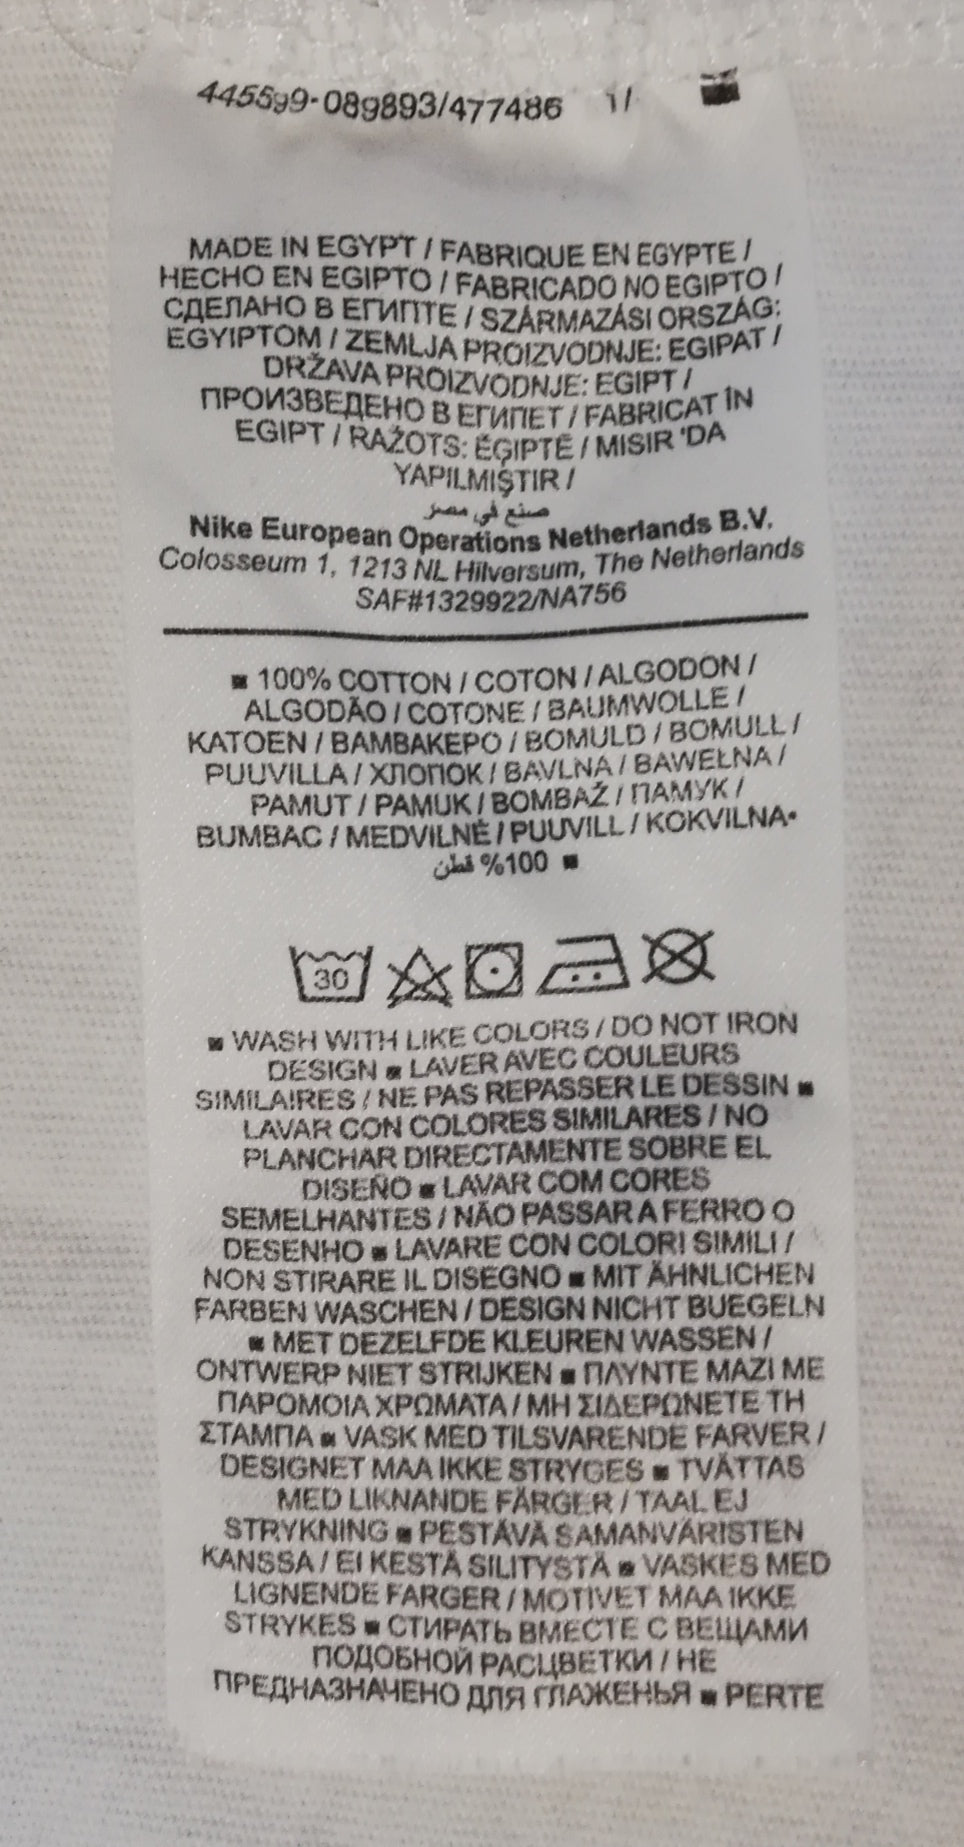 445599-089893/477486 1/
MADE IN EGYPT / FABRIQUE EN EGYPTE /
HECHO EN EGIPTO / FABRICADO NO EGIPTO /
СДЕЛАНО В ЕГИПТЕ / SZÁRMAZÁSI ORSZÁG:
EGYIPTOM / ZEMLJA PROIZVODNJE: EGIPAT /
DRŽAVA PROIZVODNJE: EGIPT /
ПРОИЗВЕДЕНО В ЕГИПЕТ / FABRICAT ÎN
EGIPT / RAŽOTS: ĒĢIPTĒ / MISIR 'DA
YAPILMIŞTIR /
صنع في مصر
Nike European Operations Netherlands B.V.
Colosseum 1, 1213 NL Hilversum, The Netherlands
SAF#1329922/NA756
■ 100% COTTON / COTON / ALGODON /
ALGODÃO / COTONE / BAUMWOLLE /
KATOEN / ΒΑΜΒΑΚΕΡΟ / BOMULD / BOMULL /
PUUVILLA / ХЛОПОК / BAVLNA / BAWEŁNA /
PAMUT / PAMUK / BOMBAŽ / ПАМУК /
BUMBAC / MEDVILNĖ / PUUVILL / KOKVILNA•
■ 100% قطن
30
■ WASH WITH LIKE COLORS / DO NOT IRON
DESIGN ■ LAVER AVEC COULEURS
SIMILAIRES / NE PAS REPASSER LE DESSIN ■
LAVAR CON COLORES SIMILARES / NO
PLANCHAR DIRECTAMENTE SOBRE EL
DISEÑO ■ LAVAR COM CORES
SEMELHANTES / NÃO PASSAR A FERRO O
DESENHO ■ LAVARE CON COLORI SIMILI /
NON STIRARE IL DISEGNO ■ MIT ÄHNLICHEN
FARBEN WASCHEN / DESIGN NICHT BUEGELN
■ MET DEZELFDE KLEUREN WASSEN /
ONTWERP NIET STRIJKEN ■ ΠΛΥΝΤΕ ΜΑΖΙ ΜΕ
ΠΑΡΟΜΟΙΑ ΧΡΩΜΑΤΑ / ΜΗ ΣΙΔΕΡΩΝΕΤΕ ΤΗ
ΣΤΑΜΠΑ ■ VASK MED TILSVARENDE FARVER /
DESIGNET MAA IKKE STRYGES ■ TVÄTTAS
MED LIKNANDE FÄRGER / TAAL EJ
STRYKNING ■ PESTÄVÄ SAMANVÄRISTEN
KANSSA / EI KESTÄ SILITYSTÄ ■ VASKES MED
LIGNENDE FARGER / MOTIVET MAA IKKE
STRYKES ■ СТИРАТЬ ВМЕСТЕ С ВЕЩАМИ
ПОДОБНОЙ РАСЦВЕТКИ / НЕ
ПРЕДНАЗНАЧЕНО ДЛЯ ГЛАЖЕНЬЯ ■ PERTE